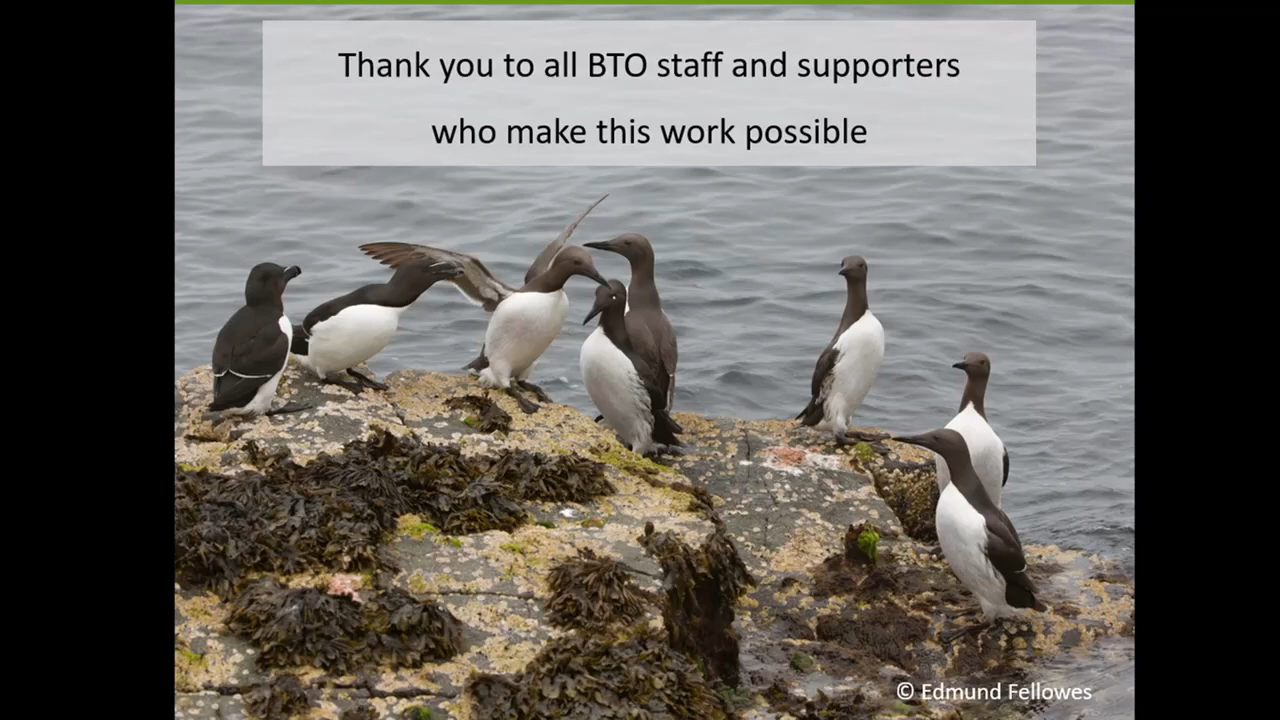 Thank you to all BTO staff and supporters
who make this work possible
© Edmund Fellowes